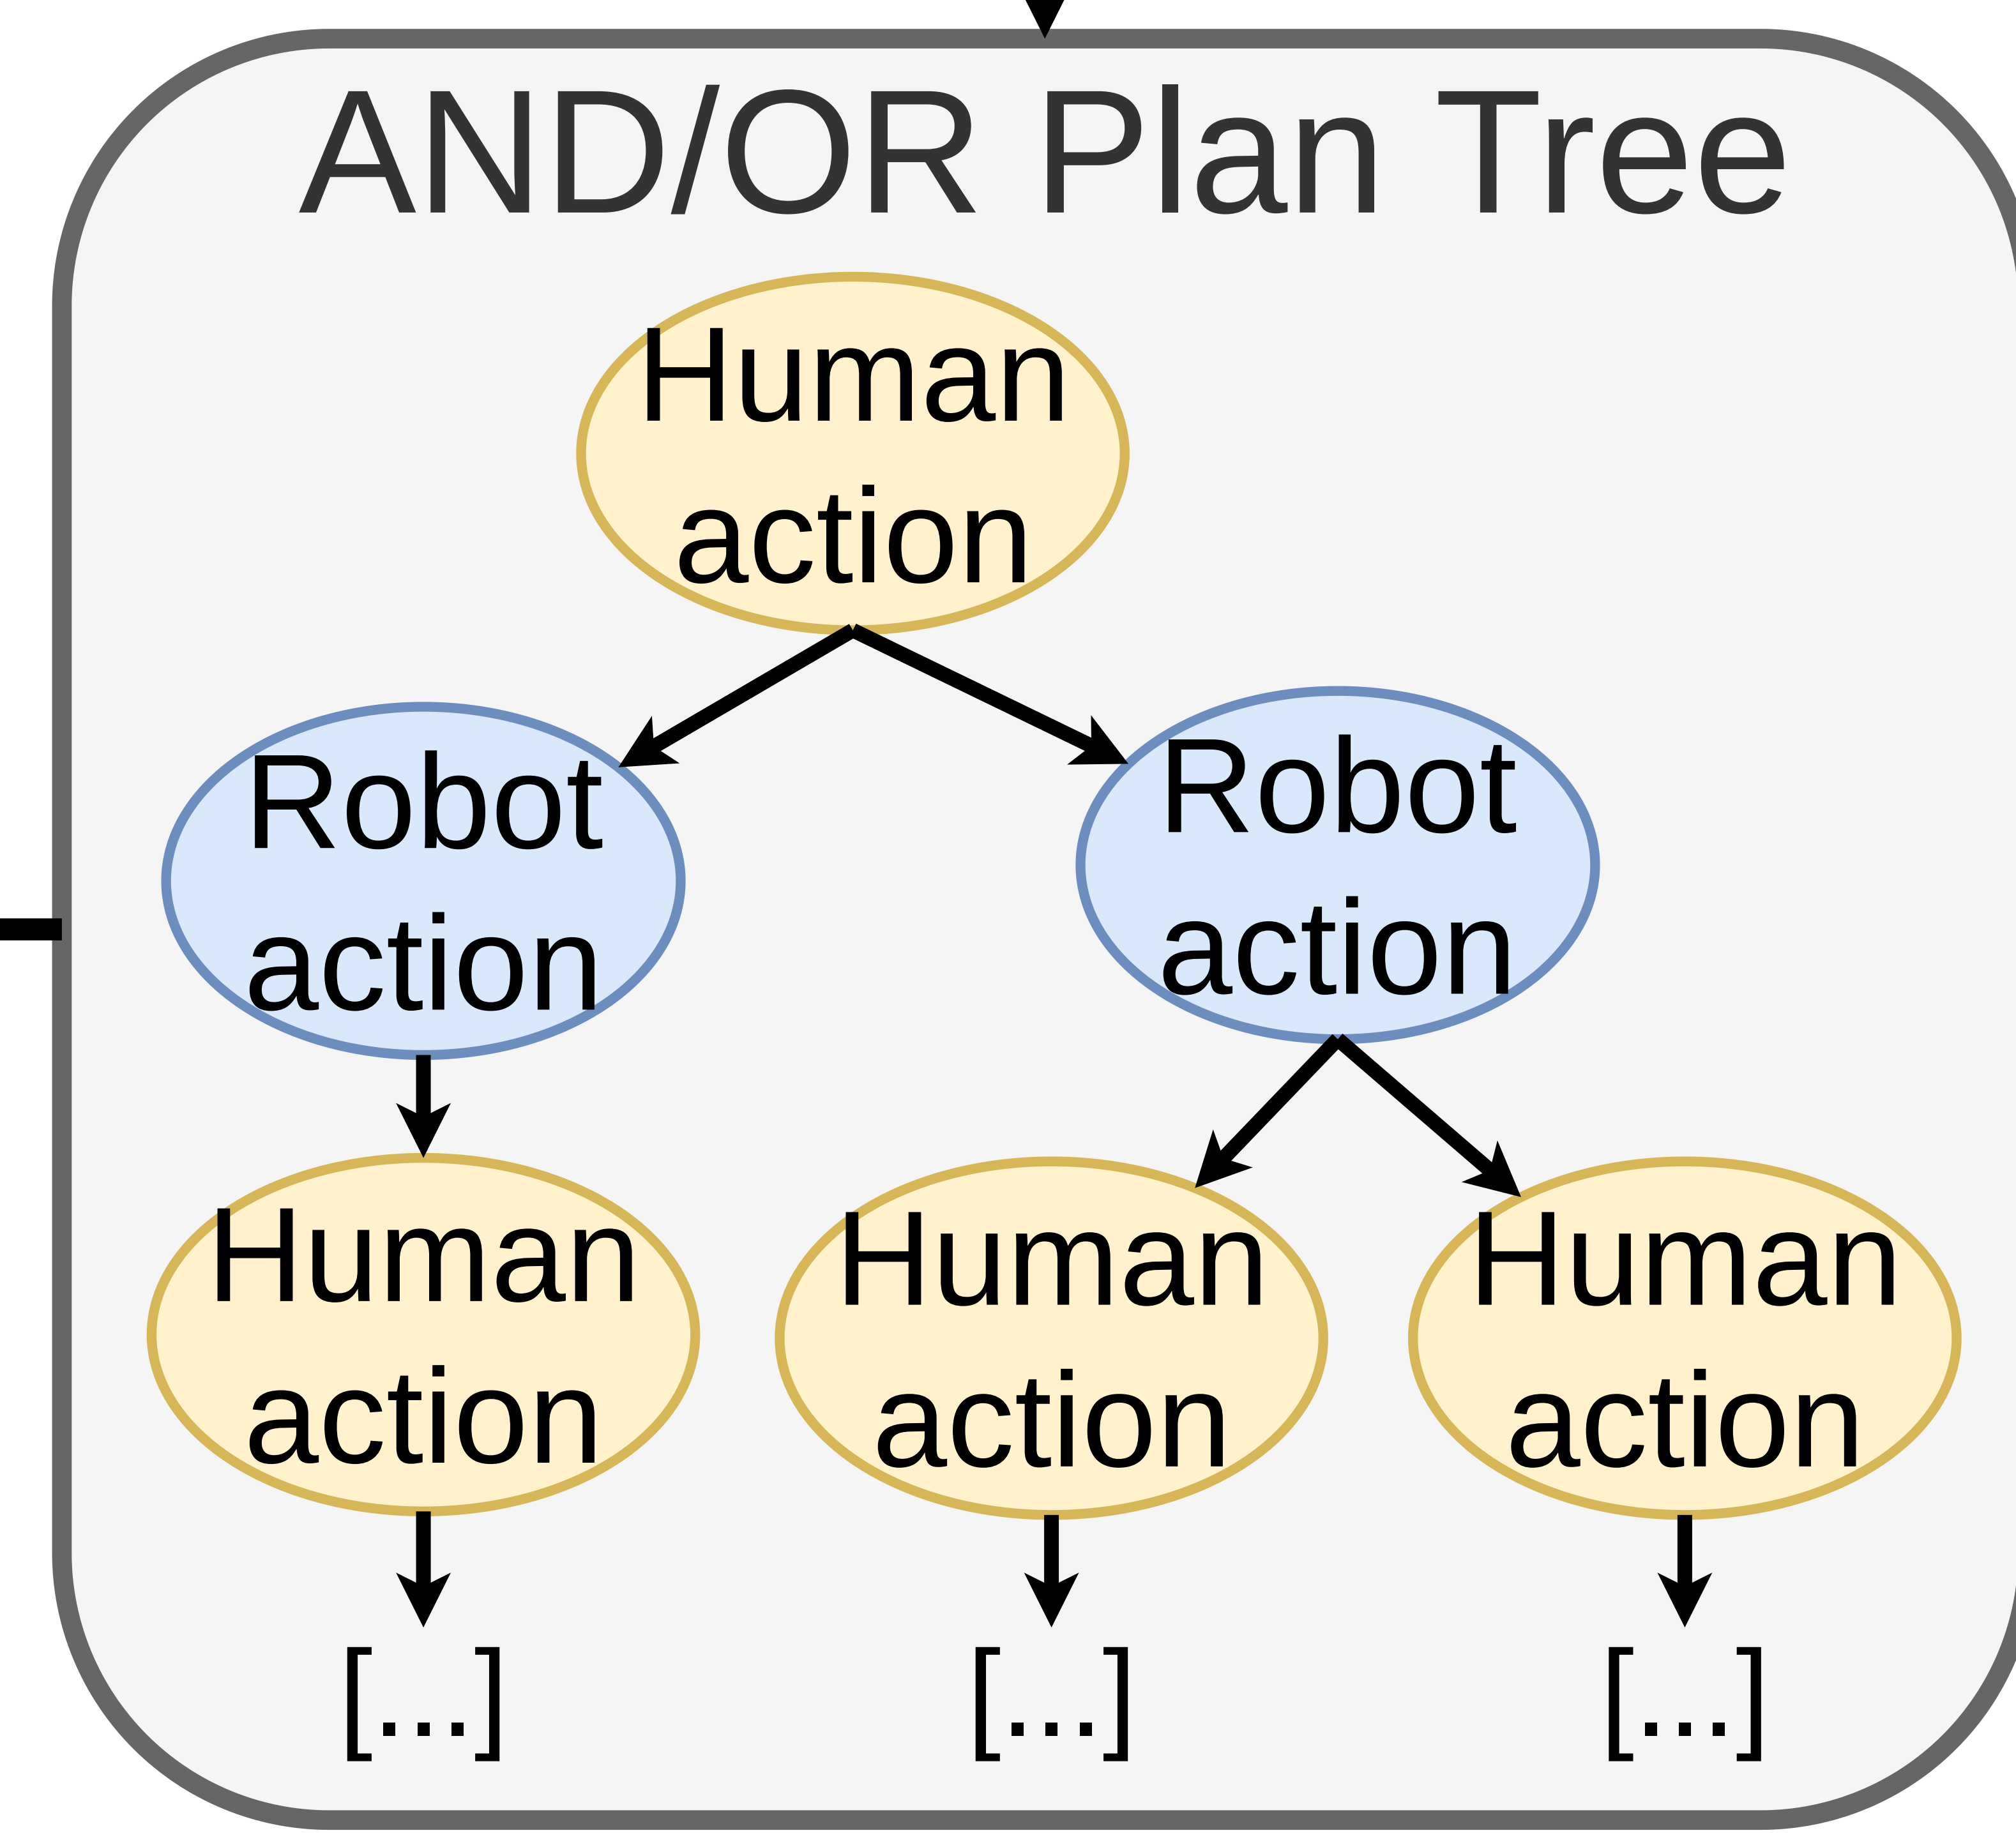 AND/OR Plan Tree
Human
action
Robot
action
Robot
action
Human
action
Human
action
Human
action
[...]
[...]
[...]